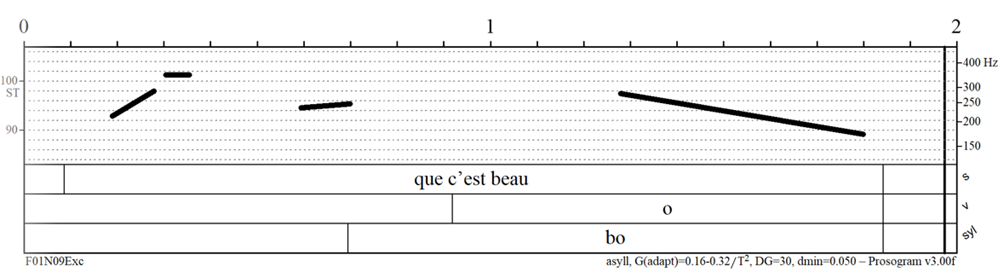 0 1 2
400 Hz
100
ST
300
250
200
90
150
que c'est beau s
o v
bo syl
F01N09Exc asyll, G(adapt)=0.16-0.32/T², DG=30, dmin=0.050 – Prosogram v3.00f